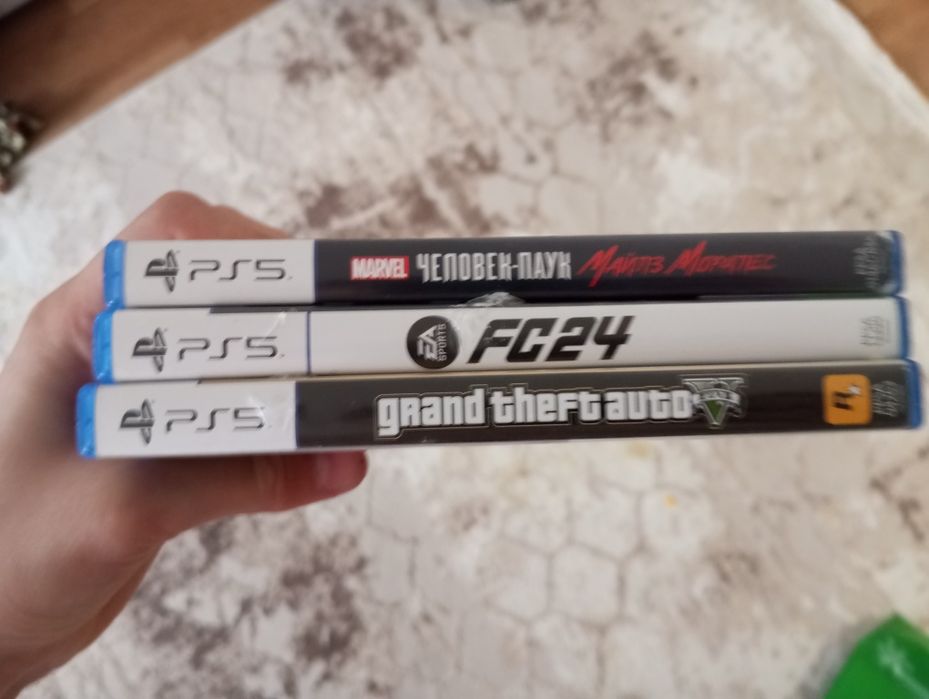 PS5 MARVEL ЧЕЛОВЕК-ПАУК МАЙЛЗ МОРАЛЕС
PS5 EA SPORTS FC24
PS5 grand theft auto V